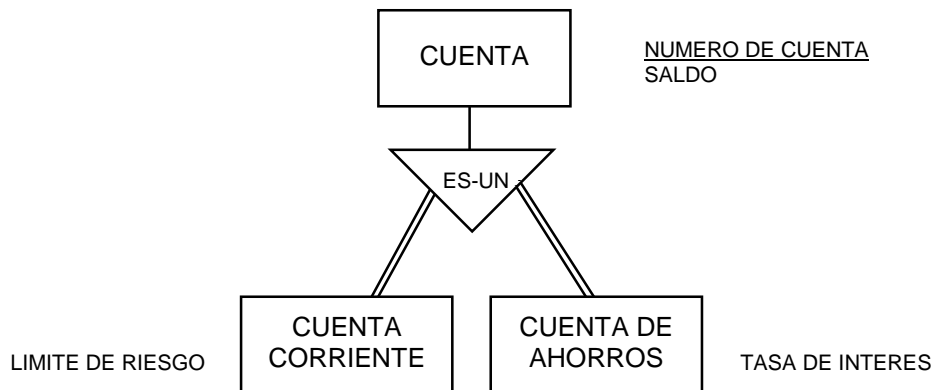 CUENTA
NUMERO DE CUENTA
SALDO
ES-UN
CUENTA
CORRIENTE
CUENTA DE
AHORROS
LIMITE DE RIESGO
TASA DE INTERES